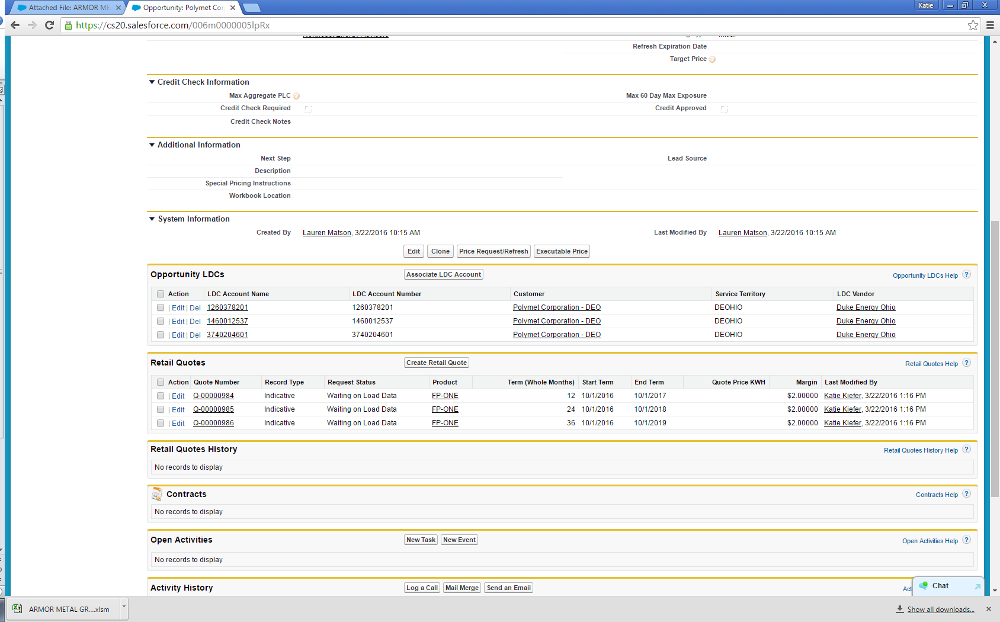 Attached File: ARMOR ME
Opportunity: Polymet Cor
Katie
https://cs20.salesforce.com/006m0000005lpRx
Northeast Energy Advisors
Initial
Refresh Expiration Date
Target Price
Credit Check Information
Max Aggregate PLC
Max 60 Day Max Exposure
Credit Check Required
Credit Approved
Credit Check Notes
Additional Information
Next Step
Lead Source
Description
Special Pricing Instructions
Workbook Location
System Information
Created By Lauren Matson, 3/22/2016 10:15 AM
Last Modified By Lauren Matson, 3/22/2016 10:15 AM
Edit Clone Price Request/Refresh Executable Price
Opportunity LDCs Associate LDC Account Opportunity LDCs Help ?
Action LDC Account Name LDC Account Number Customer Service Territory LDC Vendor
| Edit | Del 1260378201 1260378201 Polymet Corporation - DEO DEOHIO Duke Energy Ohio
| Edit | Del 1460012537 1460012537 Polymet Corporation - DEO DEOHIO Duke Energy Ohio
| Edit | Del 3740204601 3740204601 Polymet Corporation - DEO DEOHIO Duke Energy Ohio
Retail Quotes Create Retail Quote Retail Quotes Help ?
Action Quote Number Record Type Request Status Product Term (Whole Months) Start Term End Term Quote Price KWH Margin Last Modified By
| Edit Q-00000984 Indicative Waiting on Load Data FP-ONE 12 10/1/2016 10/1/2017 $2.00000 Katie Kiefer, 3/22/2016 1:16 PM
| Edit Q-00000985 Indicative Waiting on Load Data FP-ONE 24 10/1/2016 10/1/2018 $2.00000 Katie Kiefer, 3/22/2016 1:16 PM
| Edit Q-00000986 Indicative Waiting on Load Data FP-ONE 36 10/1/2016 10/1/2019 $2.00000 Katie Kiefer, 3/22/2016 1:16 PM
Retail Quotes History Retail Quotes History Help ?
No records to display
Contracts Contracts Help ?
No records to display
Open Activities New Task New Event Open Activities Help ?
No records to display
Activity History Log a Call Mail Merge Send an Email Act
Chat
ARMOR METAL GR....xlsm
Show all downloads...